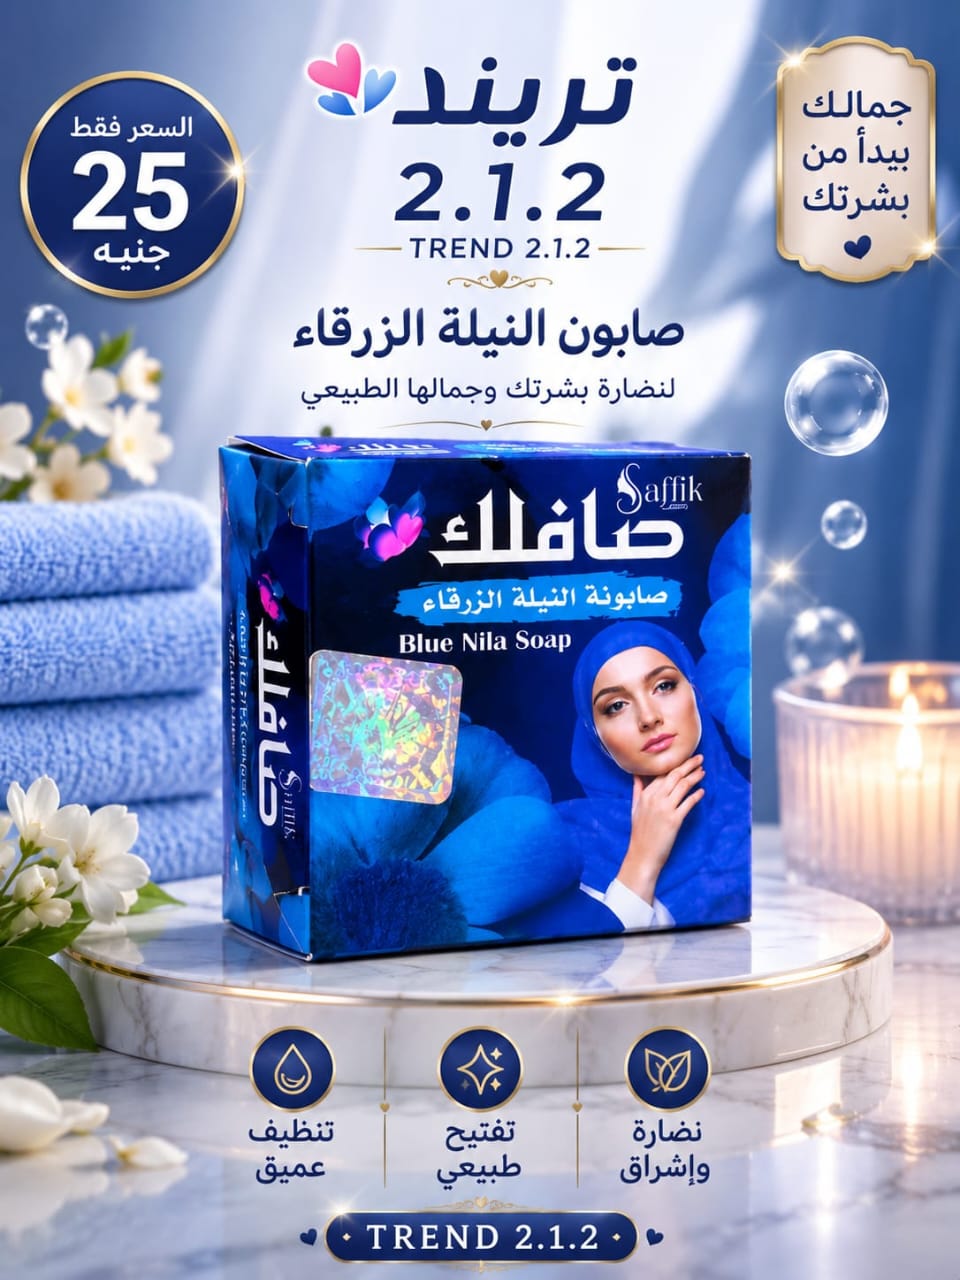 تريند
2.1.2
TREND 2.1.2
السعر فقط
25
جنيه
جمالك
يبدأ من
بشرتك
صابون النيلة الزرقاء
لنضارة بشرتك وجمالها الطبيعي
Saffik
صافلك
صابونة النيلة الزرقاء
Blue Nila Soap
صافلك
نضارة
وإشراق
تفتيح
طبيعي
تنظيف
عميق
TREND 2.1.2